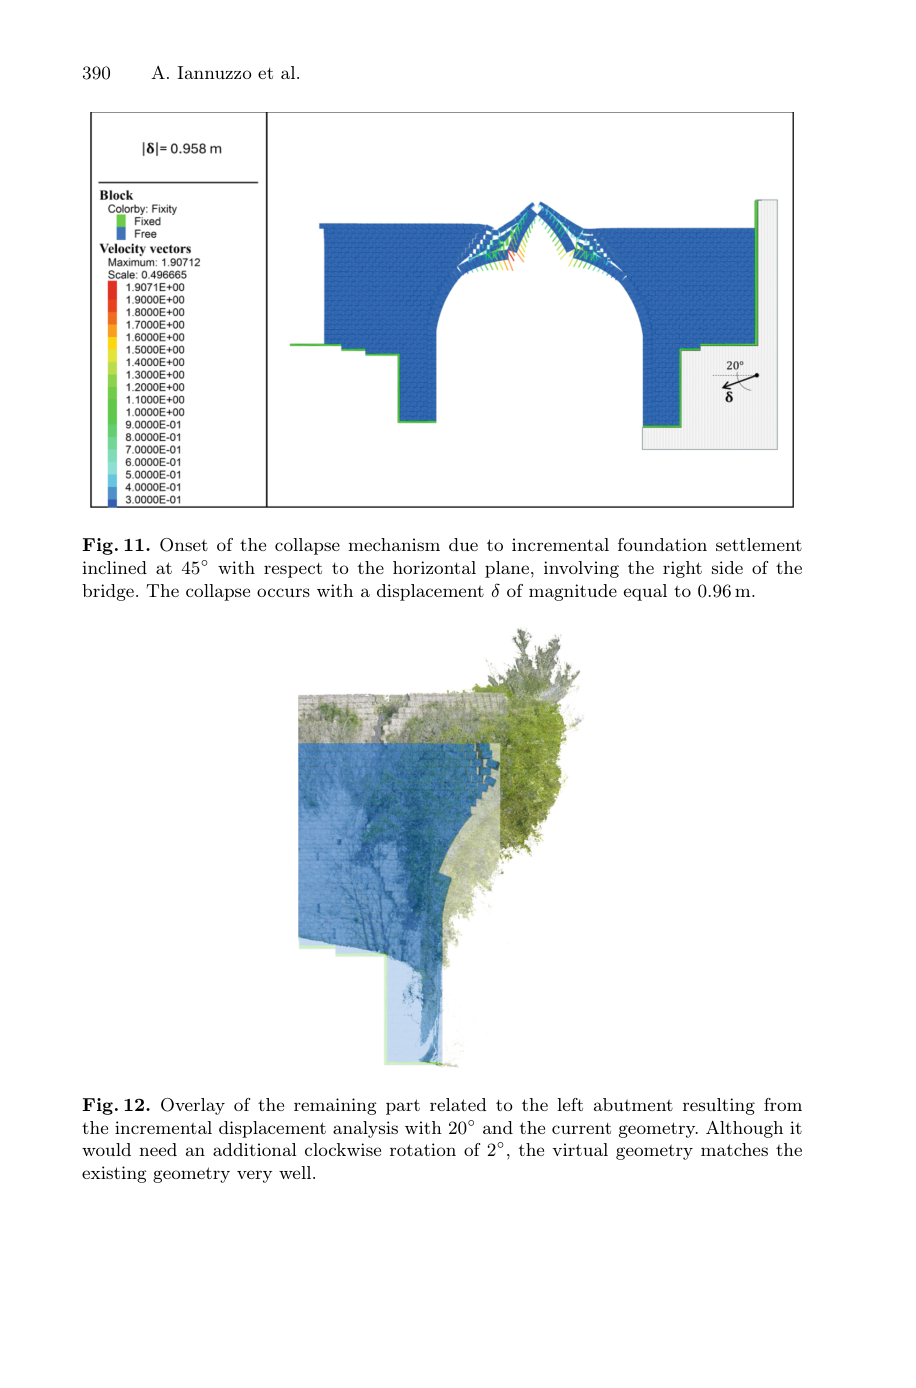 390 A. Iannuzzo et al.
|δ|= 0.958 m
Block
Colorby: Fixity
Fixed
Free
Velocity vectors
Maximum: 1.90712
Scale: 0.496665
1.9071E+00
1.9000E+00
1.8000E+00
1.7000E+00
1.6000E+00
1.5000E+00
1.4000E+00
1.3000E+00
1.2000E+00
1.1000E+00
1.0000E+00
9.0000E-01
8.0000E-01
7.0000E-01
6.0000E-01
5.0000E-01
4.0000E-01
3.0000E-01
20°
δ
Fig. 11. Onset of the collapse mechanism due to incremental foundation settlement
inclined at 45° with respect to the horizontal plane, involving the right side of the
bridge. The collapse occurs with a displacement δ of magnitude equal to 0.96 m.
Fig. 12. Overlay of the remaining part related to the left abutment resulting from
the incremental displacement analysis with 20° and the current geometry. Although it
would need an additional clockwise rotation of 2°, the virtual geometry matches the
existing geometry very well.